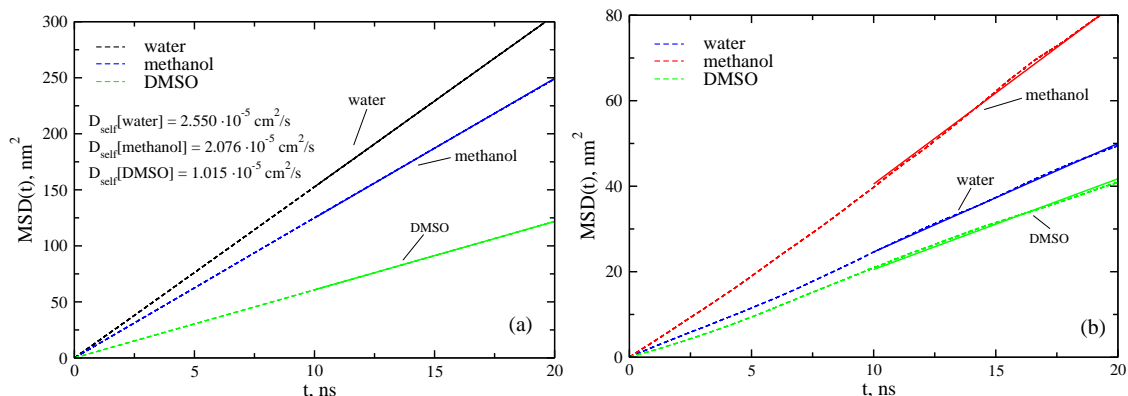 300
250
200
150
100
50
0
MSD(t), nm²
water
methanol
DMSO
D_self[water] = 2.550 ·10⁻⁵ cm²/s
D_self[methanol] = 2.076 ·10⁻⁵ cm²/s
D_self[DMSO] = 1.015 ·10⁻⁵ cm²/s
water
methanol
DMSO
(a)
0 5 10 15 20
t, ns
80
60
40
20
0
MSD(t), nm²
water
methanol
DMSO
methanol
water
DMSO
(b)
0 5 10 15 20
t, ns